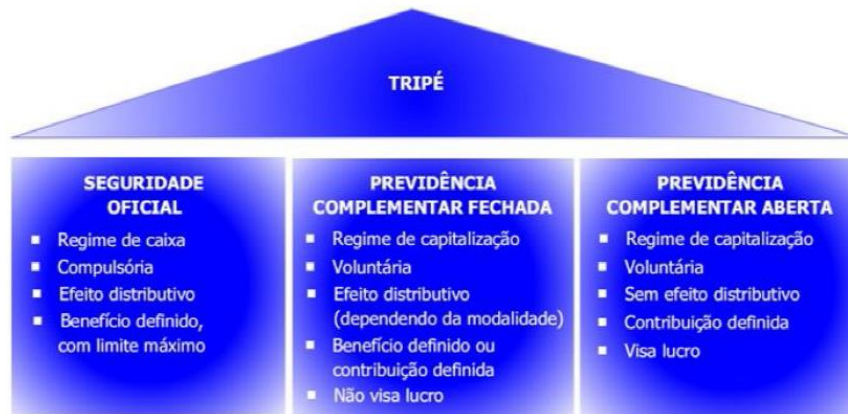 TRIPÉ
SEGURIDADE
OFICIAL
▪ Regime de caixa
▪ Compulsória
▪ Efeito distributivo
▪ Benefício definido,
com limite máximo
PREVIDÊNCIA
COMPLEMENTAR FECHADA
▪ Regime de capitalização
▪ Voluntária
▪ Efeito distributivo
(dependendo da modalidade)
▪ Benefício definido ou
contribuição definida
▪ Não visa lucro
PREVIDÊNCIA
COMPLEMENTAR ABERTA
▪ Regime de capitalização
▪ Voluntária
▪ Sem efeito distributivo
▪ Contribuição definida
▪ Visa lucro